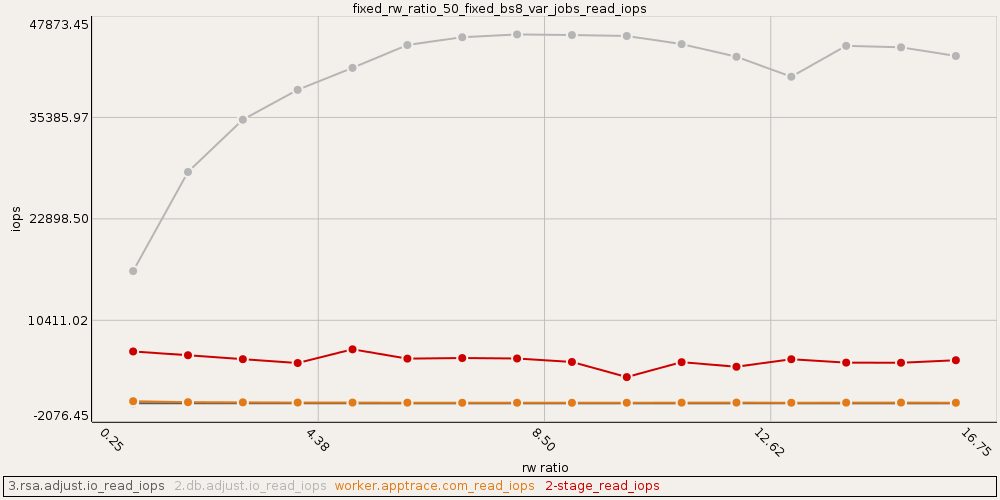 fixed_rw_ratio_50_fixed_bs8_var_jobs_read_iops
47873.45
35385.97
22898.50
10411.02
-2076.45
iops
0.25
4.38
8.50
12.62
16.75
rw ratio
3.rsa.adjust.io_read_iops 2.db.adjust.io_read_iops worker.apptrace.com_read_iops 2-stage_read_iops